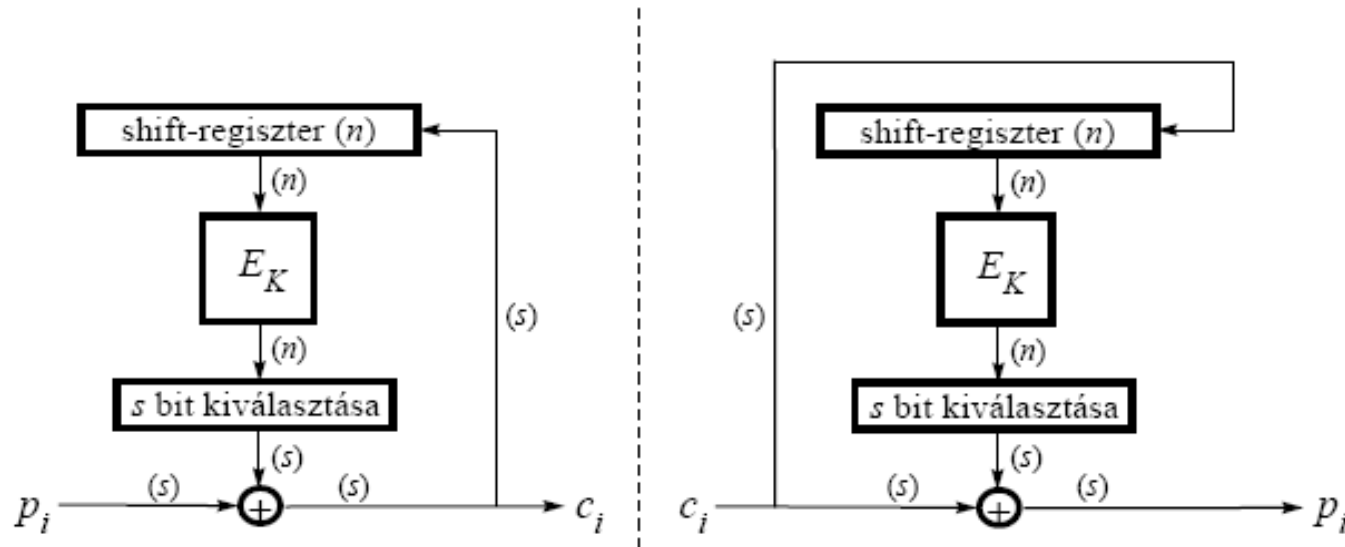 shift-regiszter (n)
(n)
E_K
(n)
(s)
s bit kiválasztása
(s)
p_i
(s)
+
(s)
c_i
shift-regiszter (n)
(n)
E_K
(s)
(n)
s bit kiválasztása
(s)
c_i
(s)
+
(s)
p_i